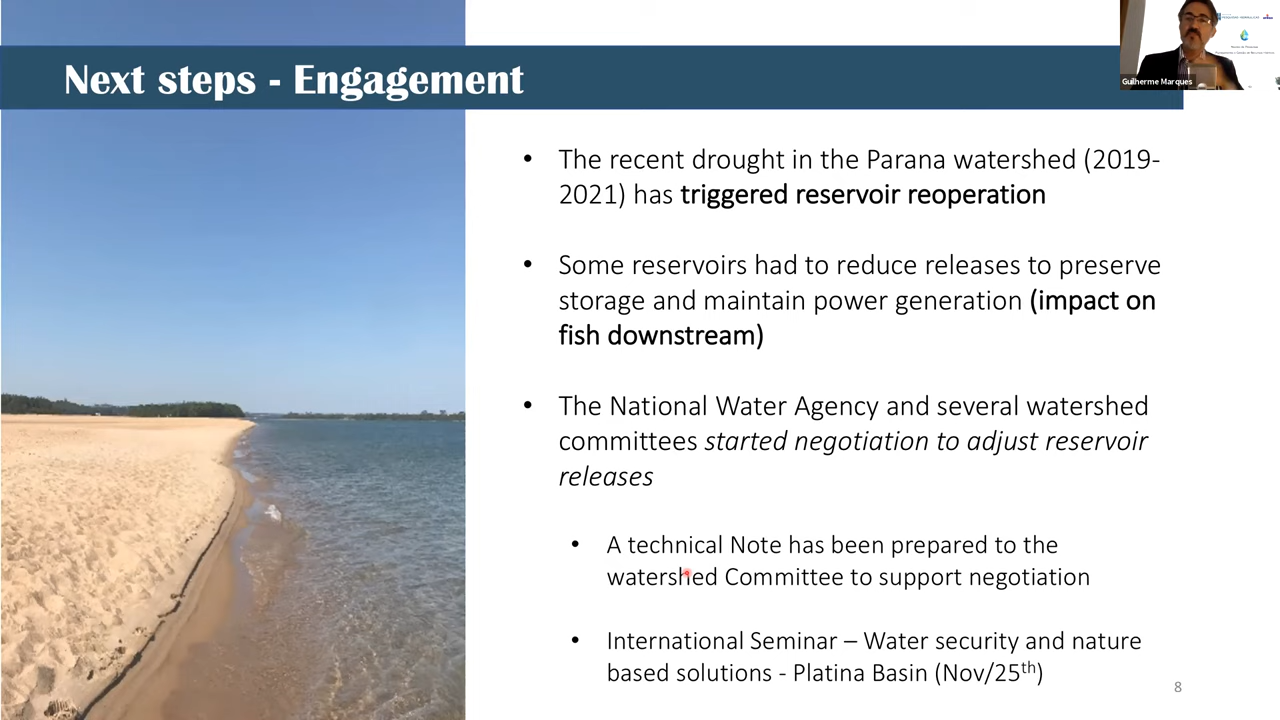 Next steps - Engagement
Guilherme Marques
• The recent drought in the Parana watershed (2019-
2021) has triggered reservoir reoperation
• Some reservoirs had to reduce releases to preserve
storage and maintain power generation (impact on
fish downstream)
• The National Water Agency and several watershed
committees started negotiation to adjust reservoir
releases
• A technical Note has been prepared to the
watershed Committee to support negotiation
• International Seminar – Water security and nature
based solutions - Platina Basin (Nov/25th)
8